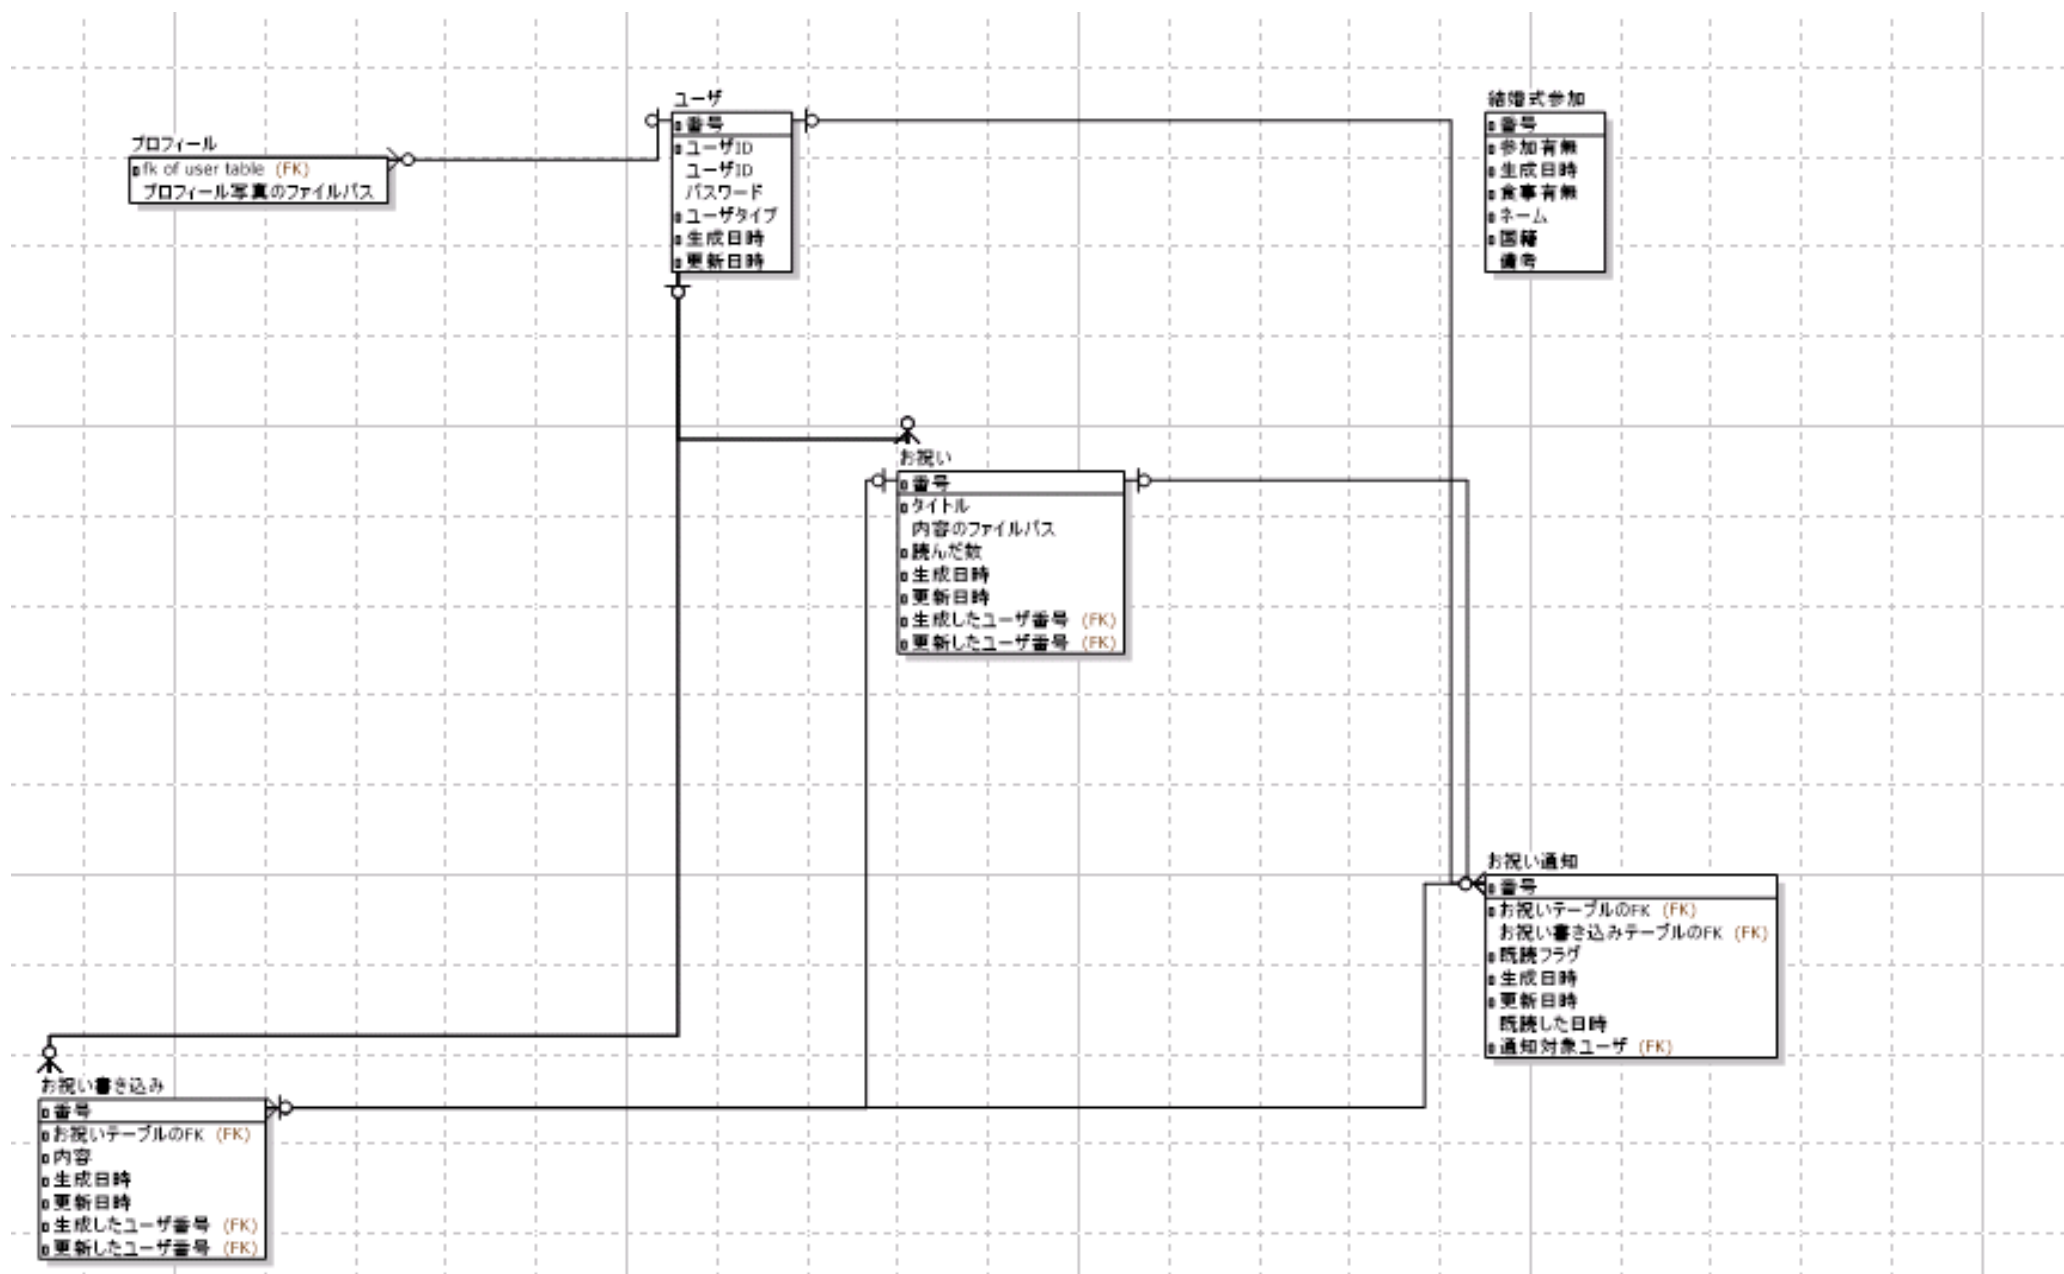 ユーザ
番号
ユーザID
ユーザID
パスワード
ユーザタイプ
生成日時
更新日時
結婚式参加
番号
参加有無
生成日時
食事有無
ネーム
国籍
備考
プロフィール
fk of user table (FK)
プロフィール写真のファイルパス
お祝い
番号
タイトル
内容のファイルパス
読んだ数
生成日時
更新日時
生成したユーザ番号 (FK)
更新したユーザ番号 (FK)
お祝い通知
番号
お祝いテーブルのFK (FK)
お祝い書き込みテーブルのFK (FK)
既読フラグ
生成日時
更新日時
既読した日時
通知対象ユーザ (FK)
お祝い書き込み
番号
お祝いテーブルのFK (FK)
内容
生成日時
更新日時
生成したユーザ番号 (FK)
更新したユーザ番号 (FK)